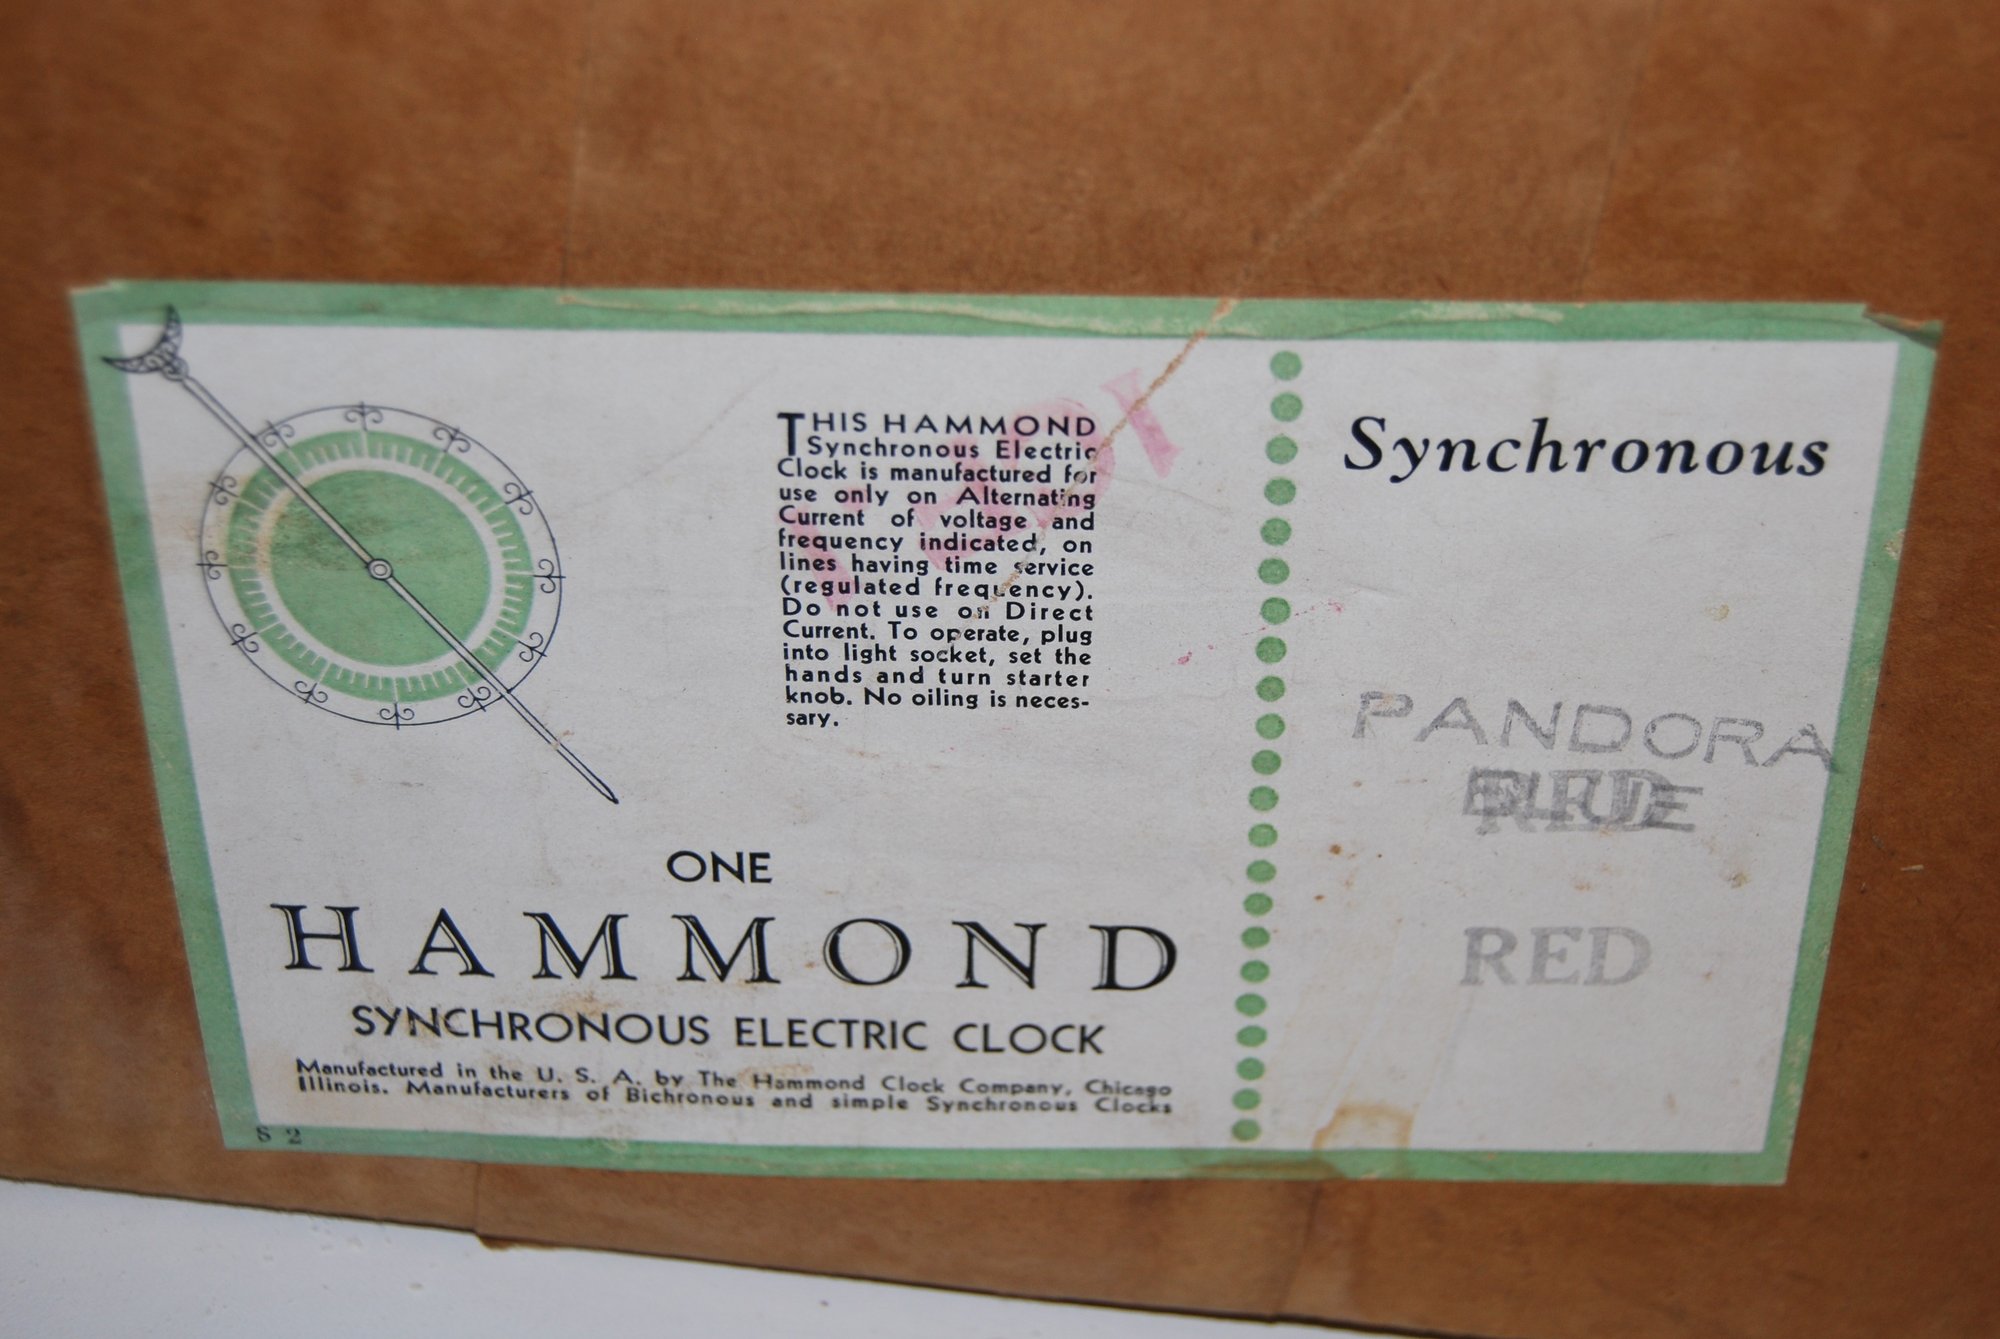 THIS HAMMOND
Synchronous Electric
Clock is manufactured for
use only on Alternating
Current of voltage and
frequency indicated, on
lines having time service
(regulated frequency).
Do not use on Direct
Current. To operate, plug
into light socket, set the
hands and turn starter
knob. No oiling is neces-
sary.
ONE
HAMMOND
SYNCHRONOUS ELECTRIC CLOCK
Manufactured in the U. S. A. by The Hammond Clock Company, Chicago
Illinois. Manufacturers of Bichronous and simple Synchronous Clocks
S 2
Synchronous
PANDORA
RED